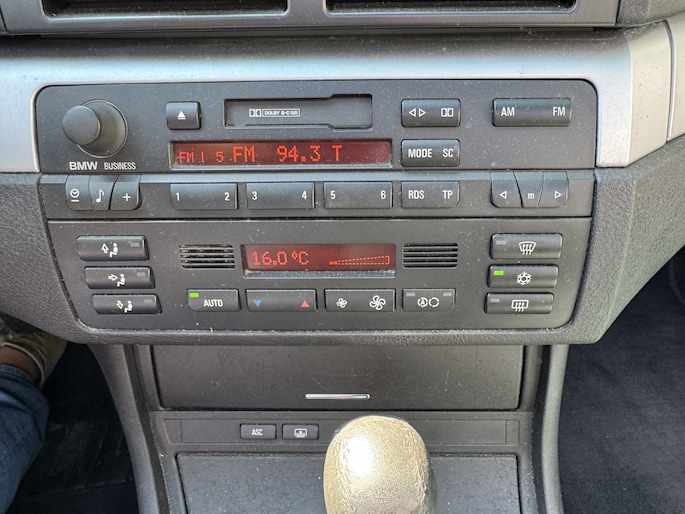 DOLBY B-C NR
AM FM
FM I 5 FM 94.3 T
MODE SC
BMW BUSINESS
+ 1 2 3 4 5 6 RDS TP m
16.0°C
AUTO A
ASC